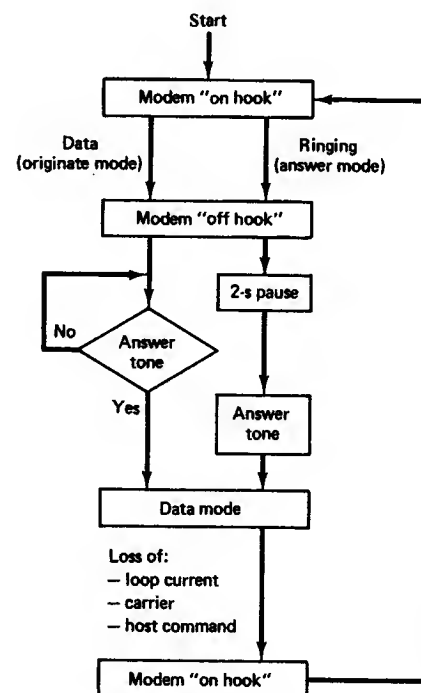 Start
Modem "on hook"
Data
(originate mode)
Ringing
(answer mode)
Modem "off hook"
2-s pause
No
Answer
tone
Yes
Answer
tone
Data mode
Loss of:
– loop current
– carrier
– host command
Modem "on hook"